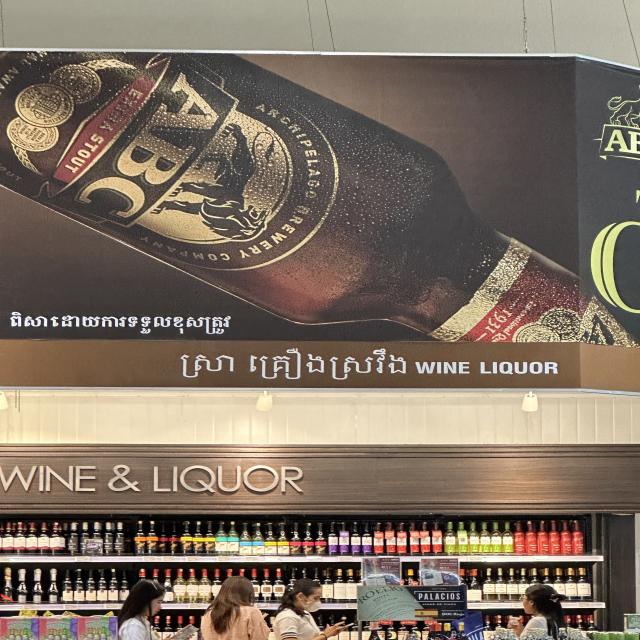 EXTRA STOUT
ABC
ARCHIPELAGO BREWERY COMPANY
1931
ពិសាដោយការទទួលខុសត្រូវ
ស្រា គ្រឿងស្រវឹង WINE LIQUOR
WINE & LIQUOR
PALACIOS